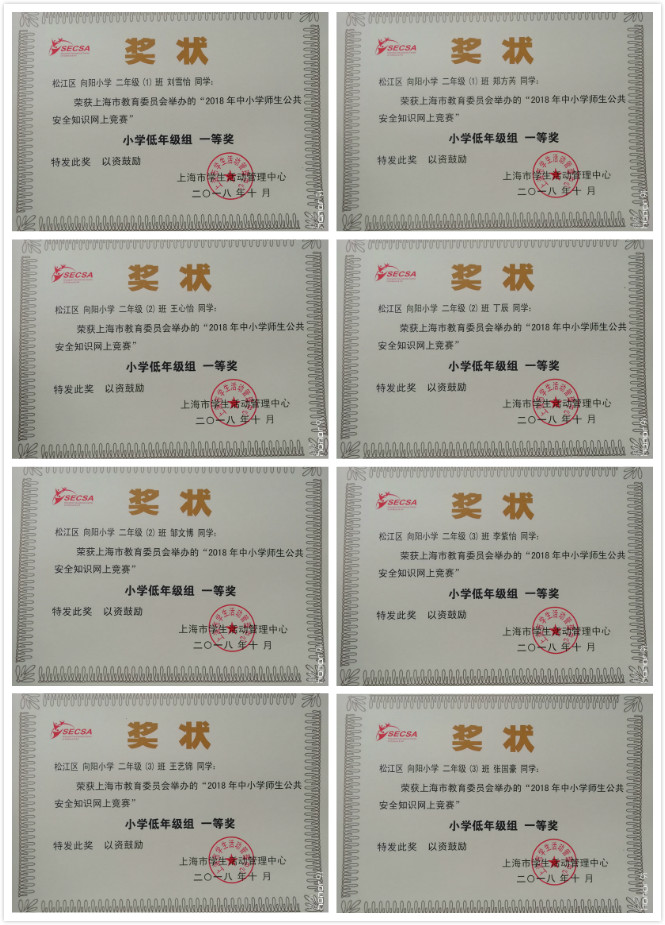 SECSA
奖 状
松江区 向阳小学 二年级 (1) 班 刘雪怡 同学:
荣获上海市教育委员会举办的“2018 年中小学师生公共
安全知识网上竞赛”
小学低年级组 一等奖
特发此奖 以资鼓励
上海市学生活动管理中心
二〇一八 年 十 月
SECSA
奖 状
松江区 向阳小学 二年级 (1) 班 郑方芮 同学:
荣获上海市教育委员会举办的“2018 年中小学师生公共
安全知识网上竞赛”
小学低年级组 一等奖
特发此奖 以资鼓励
上海市学生活动管理中心
二〇一八 年 十 月
SECSA
奖 状
松江区 向阳小学 二年级 (2) 班 王心怡 同学:
荣获上海市教育委员会举办的“2018 年中小学师生公共
安全知识网上竞赛”
小学低年级组 一等奖
特发此奖 以资鼓励
上海市学生活动管理中心
二〇一八 年 十 月
SECSA
奖 状
松江区 向阳小学 二年级 (2) 班 丁辰 同学:
荣获上海市教育委员会举办的“2018 年中小学师生公共
安全知识网上竞赛”
小学低年级组 一等奖
特发此奖 以资鼓励
上海市学生活动管理中心
二〇一八 年 十 月
SECSA
奖 状
松江区 向阳小学 二年级 (2) 班 邹文博 同学:
荣获上海市教育委员会举办的“2018 年中小学师生公共
安全知识网上竞赛”
小学低年级组 一等奖
特发此奖 以资鼓励
上海市学生活动管理中心
二〇一八 年 十 月
SECSA
奖 状
松江区 向阳小学 二年级 (3) 班 李紫怡 同学:
荣获上海市教育委员会举办的“2018 年中小学师生公共
安全知识网上竞赛”
小学低年级组 一等奖
特发此奖 以资鼓励
上海市学生活动管理中心
二〇一八 年 十 月
SECSA
奖 状
松江区 向阳小学 二年级 (3) 班 王艺锦 同学:
荣获上海市教育委员会举办的“2018 年中小学师生公共
安全知识网上竞赛”
小学低年级组 一等奖
特发此奖 以资鼓励
上海市学生活动管理中心
二〇一八 年 十 月
SECSA
奖 状
松江区 向阳小学 二年级 (3) 班 张国豪 同学:
荣获上海市教育委员会举办的“2018 年中小学师生公共
安全知识网上竞赛”
小学低年级组 一等奖
特发此奖 以资鼓励
上海市学生活动管理中心
二〇一八 年 十 月